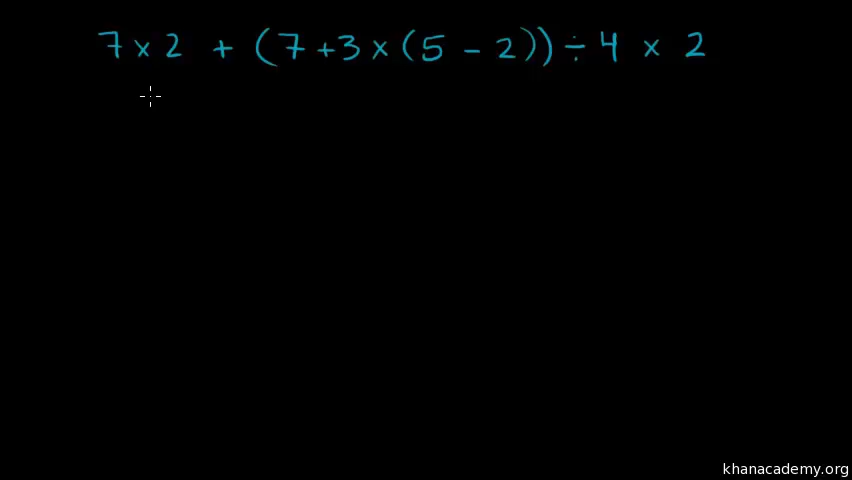 7 × 2 + (7 + 3 × (5 − 2)) ÷ 4 × 2
khanacademy.org